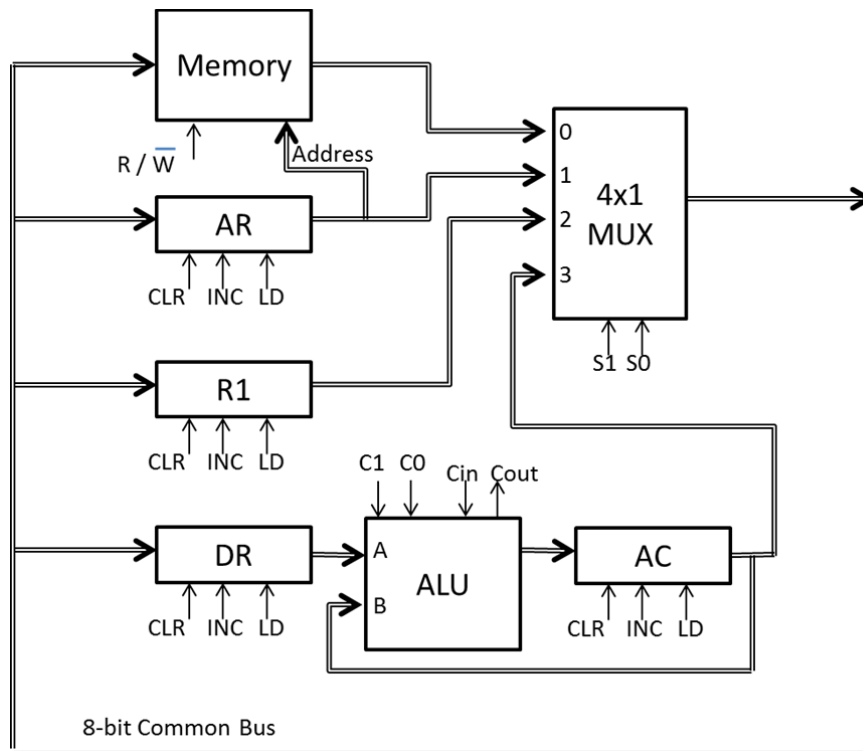 Memory
R / W̅
Address
AR
CLR INC LD
0
1
2
3
4x1
MUX
S1 S0
R1
CLR INC LD
C1 C0 Cin Cout
DR
CLR INC LD
A
B
ALU
AC
CLR INC LD
8-bit Common Bus